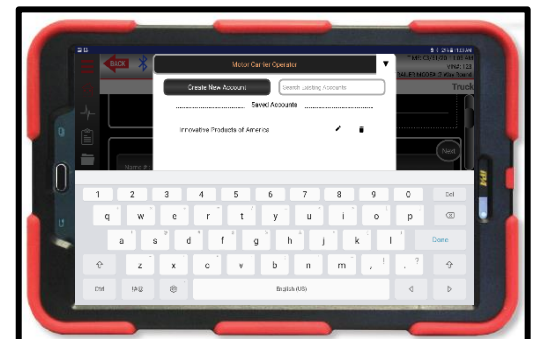 BACK
Motor Carrier Operator
Truck
Create New Account
Search Existing Accounts
Saved Accounts
Innovative Products of America
Next
Name #:
1 2 3 4 5 6 7 8 9 0 Del
q w e r t y u i o p
a s d f g h j k l Done
z x c v b n m , ! . ?
Ctrl English (US)